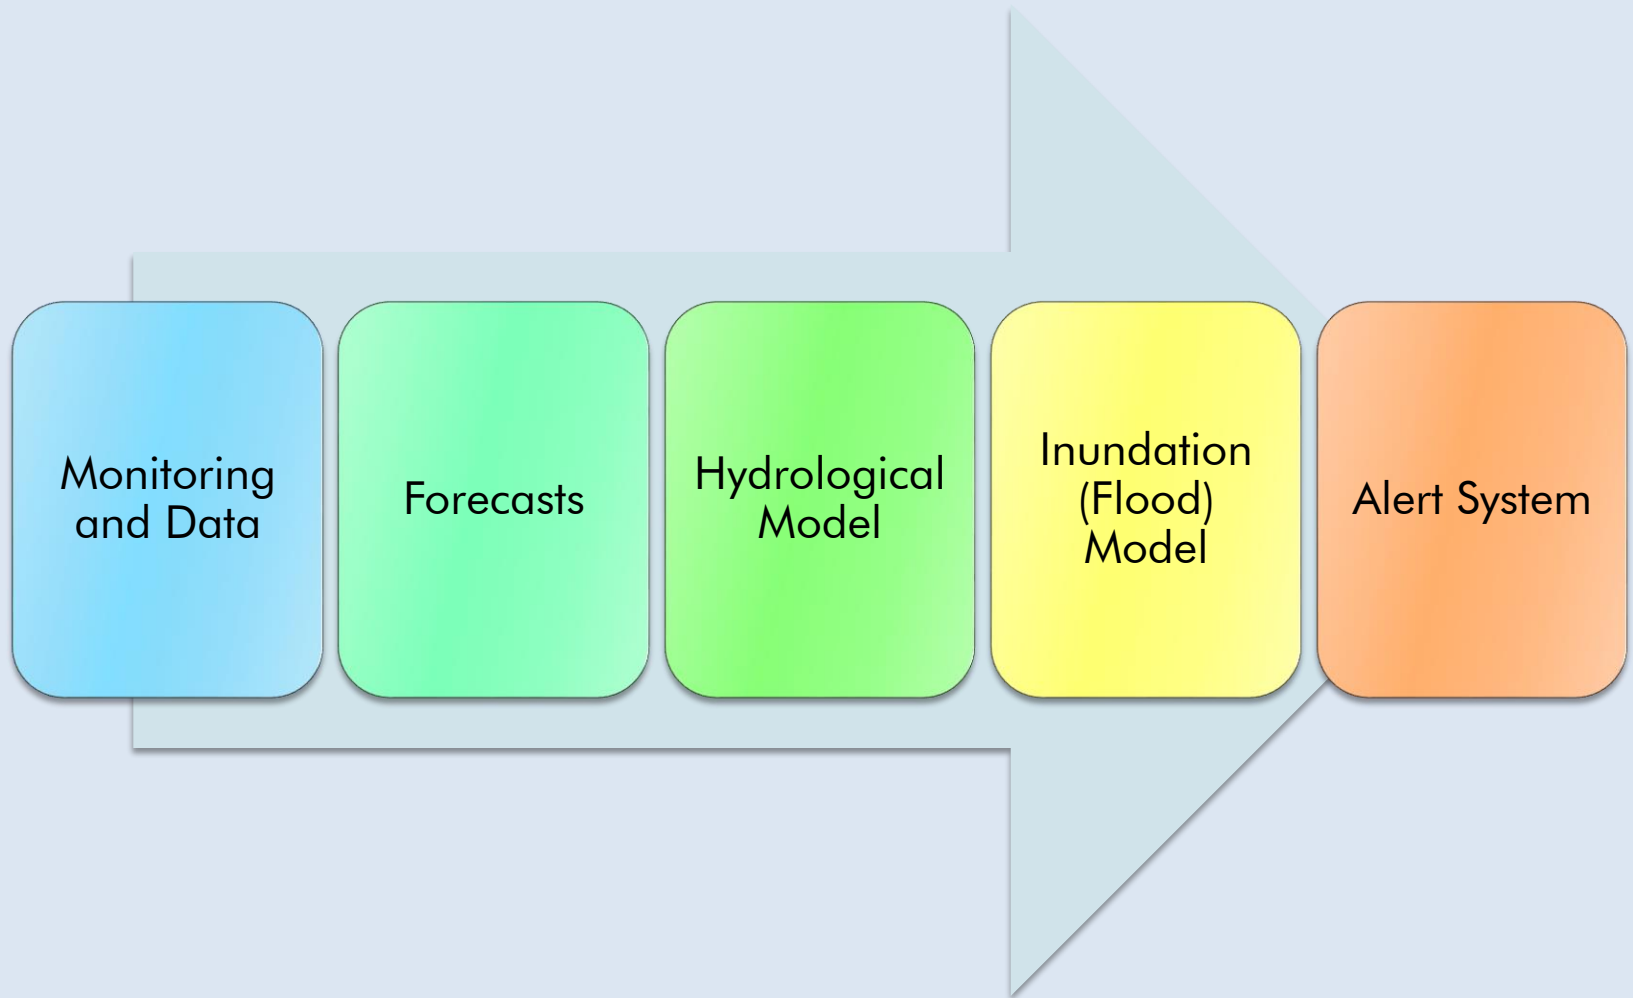 Monitoring
and Data
Forecasts
Hydrological
Model
Inundation
(Flood)
Model
Alert System